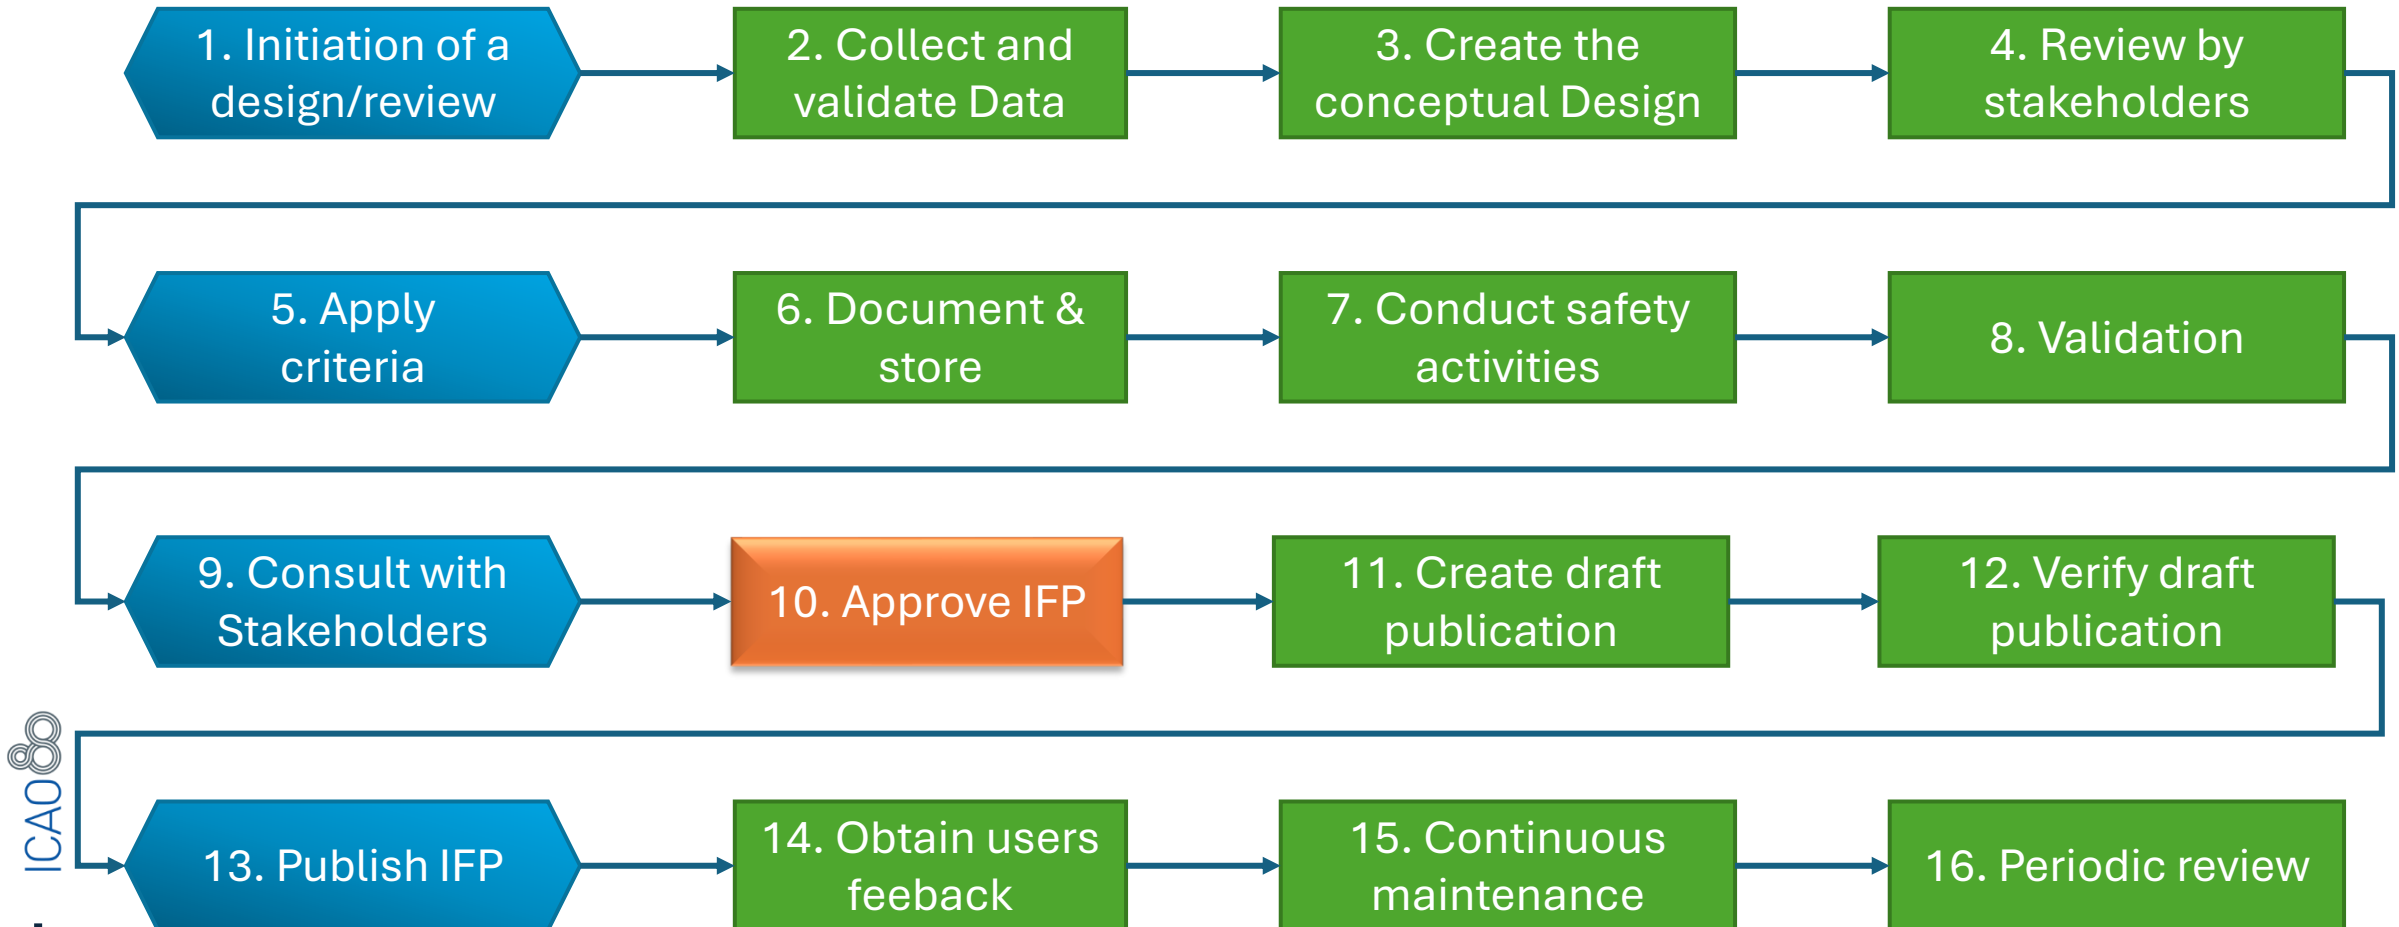 1. Initiation of a
design/review
2. Collect and
validate Data
3. Create the
conceptual Design
4. Review by
stakeholders
5. Apply
criteria
6. Document &
store
7. Conduct safety
activities
8. Validation
9. Consult with
Stakeholders
10. Approve IFP
11. Create draft
publication
12. Verify draft
publication
ICAO
13. Publish IFP
14. Obtain users
feeback
15. Continuous
maintenance
16. Periodic review